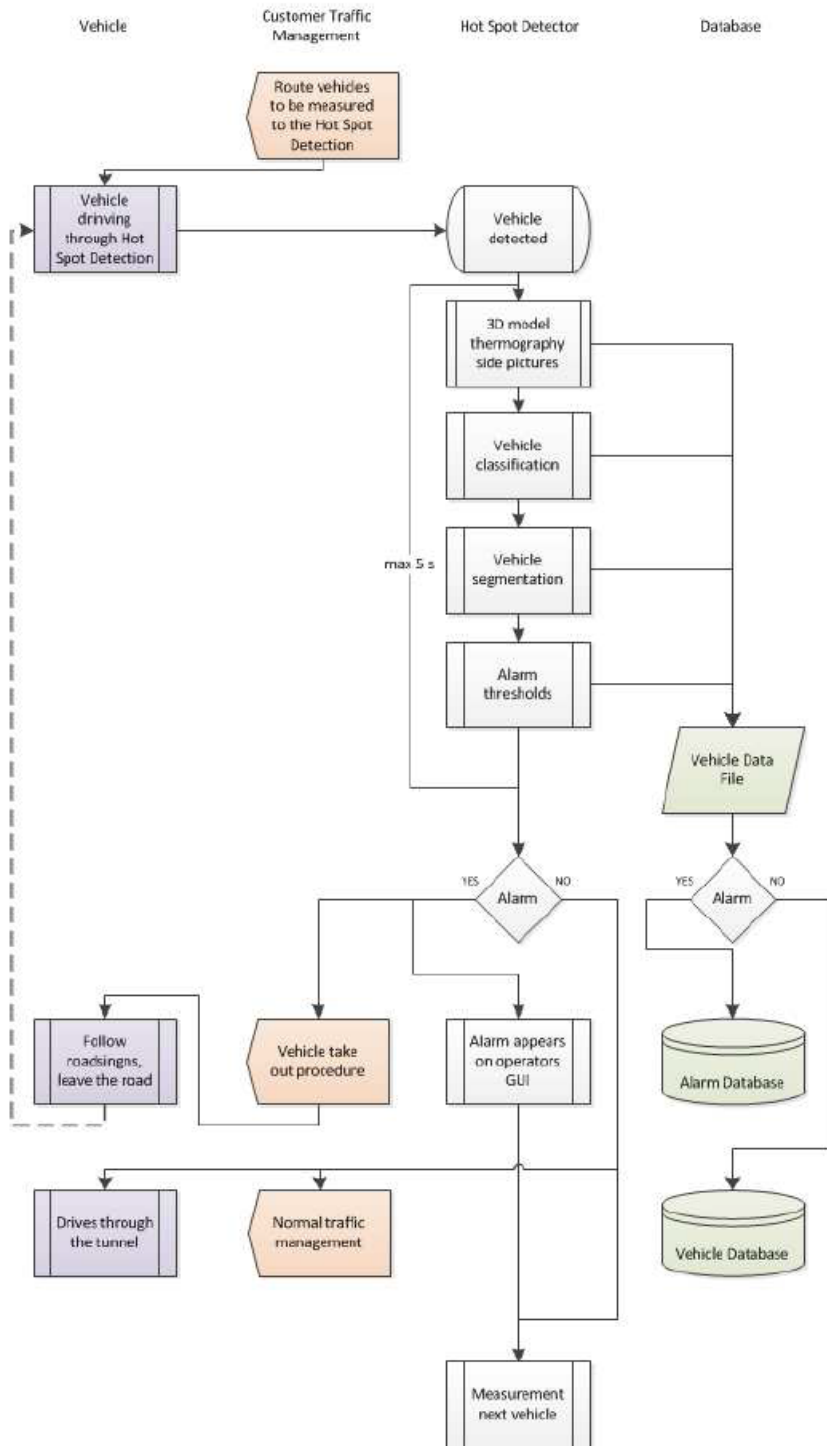 Vehicle
Customer Traffic
Management
Hot Spot Detector
Database
Route vehicles
to be measured
to the Hot Spot
Detection
Vehicle
drinving
through Hot
Spot Detection
Vehicle
detected
3D model
thermography
side pictures
Vehicle
classification
max 5 s
Vehicle
segmentation
Alarm
thresholds
Vehicle Data
File
YES
Alarm
NO
YES
Alarm
NO
Follow
roadsingns,
leave the road
Vehicle take
out procedure
Alarm appears
on operators
GUI
Alarm Database
Drives through
the tunnel
Normal traffic
management
Vehicle Database
Measurement
next vehicle